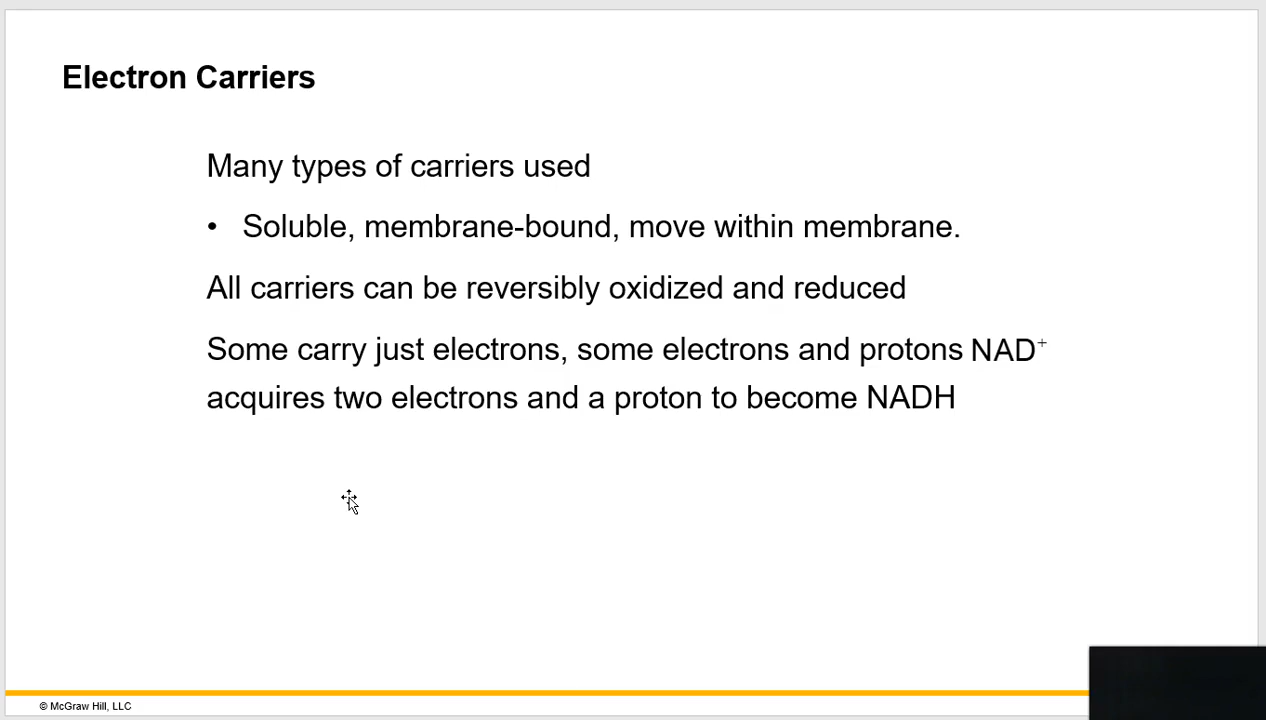 Electron Carriers
Many types of carriers used
• Soluble, membrane-bound, move within membrane.
All carriers can be reversibly oxidized and reduced
Some carry just electrons, some electrons and protons NAD⁺
acquires two electrons and a proton to become NADH
© McGraw Hill, LLC